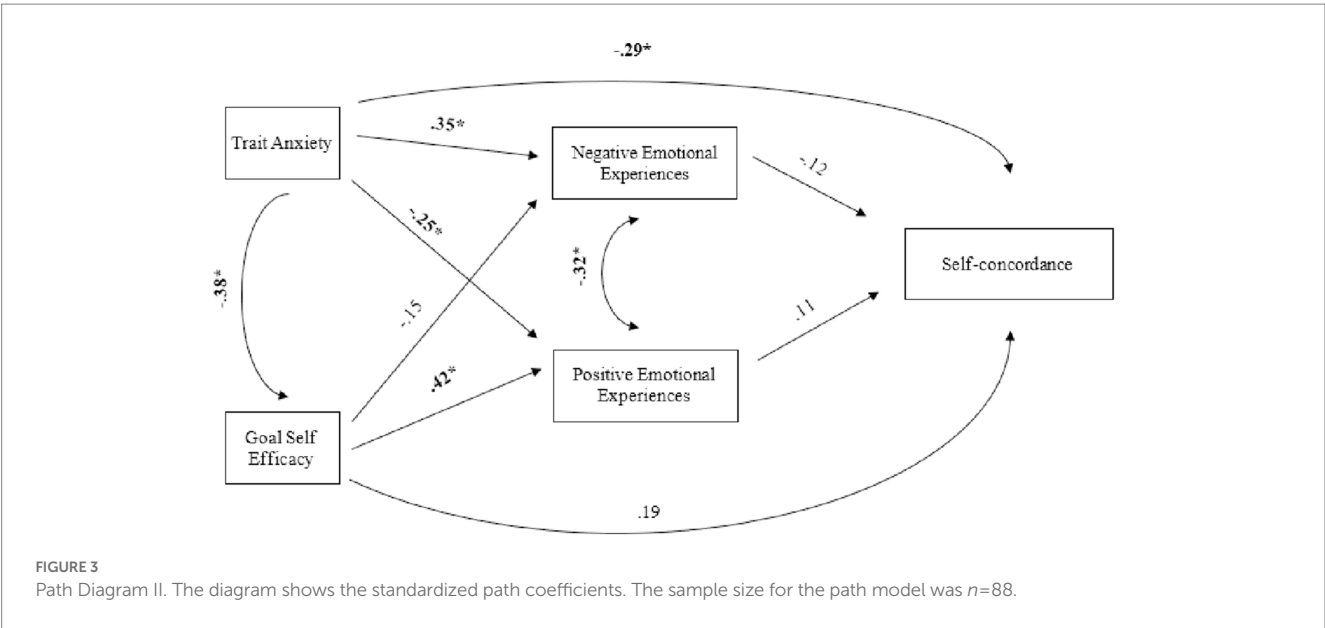 -.29*
Trait Anxiety
.35*
Negative Emotional
Experiences
-.12
-.25*
-.38*
-.15
-.32*
Self-concordance
.11
.42*
Positive Emotional
Experiences
Goal Self
Efficacy
.19
FIGURE 3
Path Diagram II. The diagram shows the standardized path coefficients. The sample size for the path model was n=88.